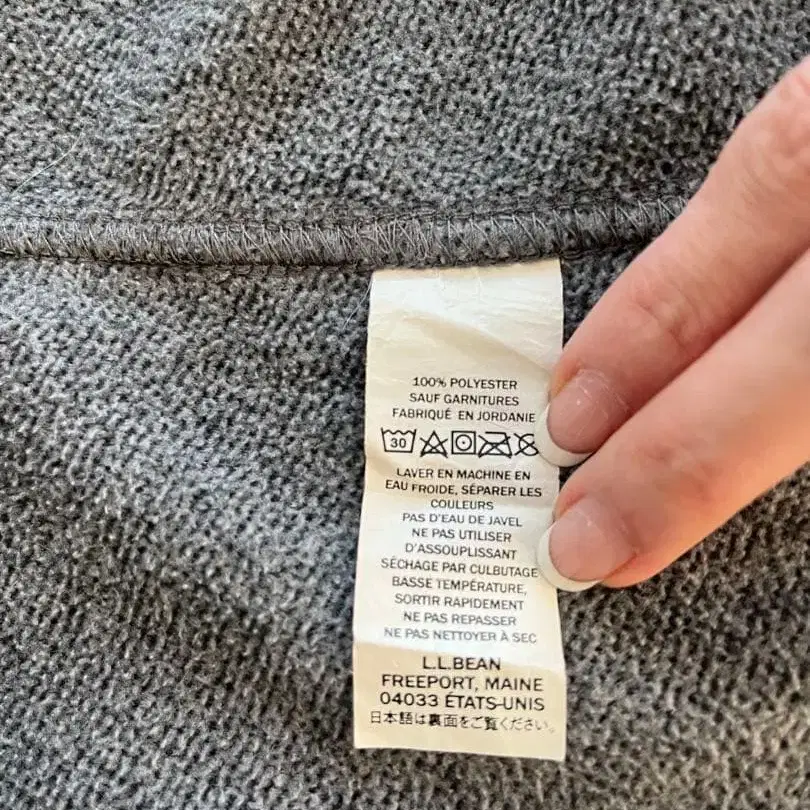 100% POLYESTER
SAUF GARNITURES
FABRIQUÉ EN JORDANIE
30
LAVER EN MACHINE EN
EAU FROIDE, SÉPARER LES
COULEURS
PAS D'EAU DE JAVEL
NE PAS UTILISER
D'ASSOUPLISSANT
SÉCHAGE PAR CULBUTAGE
BASSE TEMPÉRATURE,
SORTIR RAPIDEMENT
NE PAS REPASSER
NE PAS NETTOYER À SEC
L.L.BEAN
FREEPORT, MAINE
04033 ÉTATS-UNIS
日本語は裏面をご覧ください。